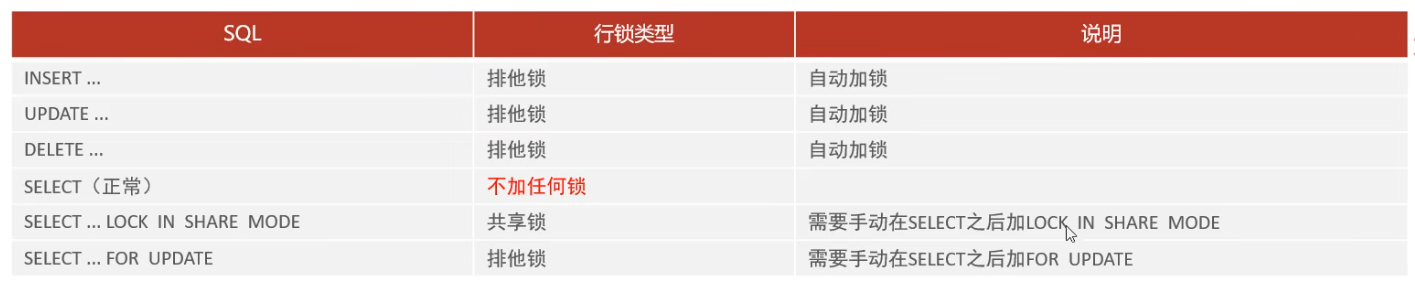 SQL 行锁类型 说明
INSERT ... 排他锁 自动加锁
UPDATE ... 排他锁 自动加锁
DELETE ... 排他锁 自动加锁
SELECT（正常） 不加任何锁
SELECT ... LOCK IN SHARE MODE 共享锁 需要手动在SELECT之后加LOCK IN SHARE MODE
SELECT ... FOR UPDATE 排他锁 需要手动在SELECT之后加FOR UPDATE